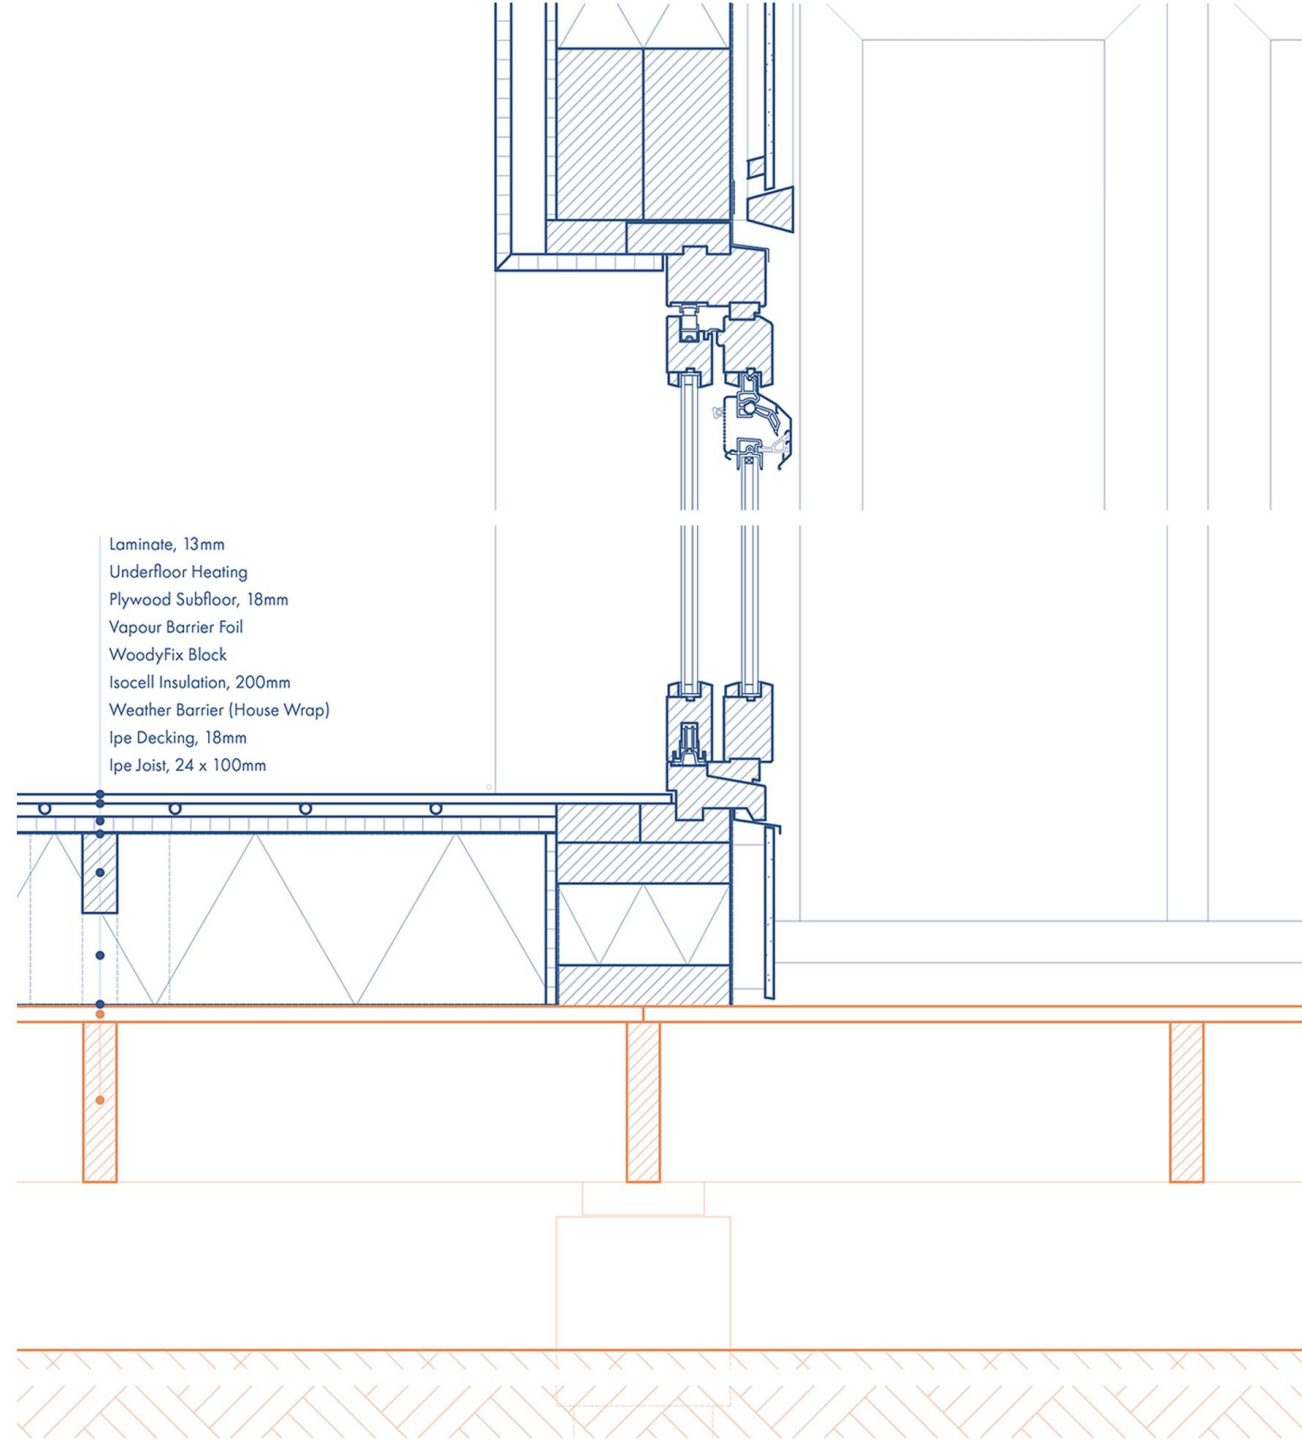 Laminate, 13mm
Underfloor Heating
Plywood Subfloor, 18mm
Vapour Barrier Foil
WoodyFix Block
Isocell Insulation, 200mm
Weather Barrier (House Wrap)
Ipe Decking, 18mm
Ipe Joist, 24 x 100mm